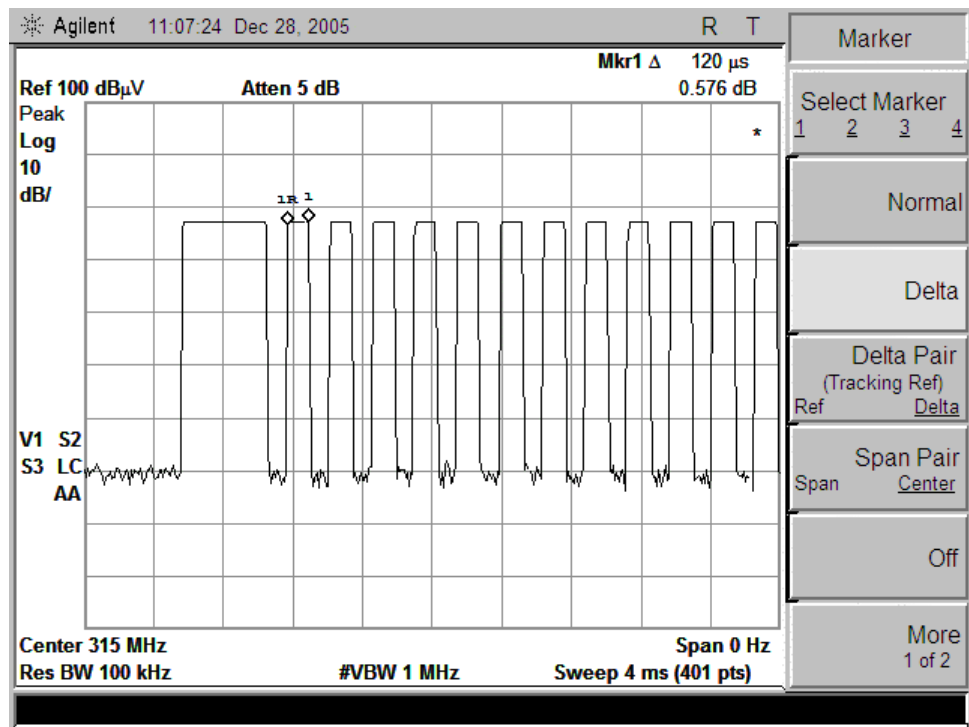 Agilent 11:07:24 Dec 28, 2005 R T
Mkr1 Δ 120 µs
Ref 100 dBµV Atten 5 dB 0.576 dB
Peak
Log
10
dB/
*
1R 1
V1 S2
S3 LC
AA
Center 315 MHz Span 0 Hz
Res BW 100 kHz #VBW 1 MHz Sweep 4 ms (401 pts)
Marker
Select Marker
1 2 3 4
Normal
Delta
Delta Pair
(Tracking Ref)
Ref Delta
Span Pair
Span Center
Off
More
1 of 2